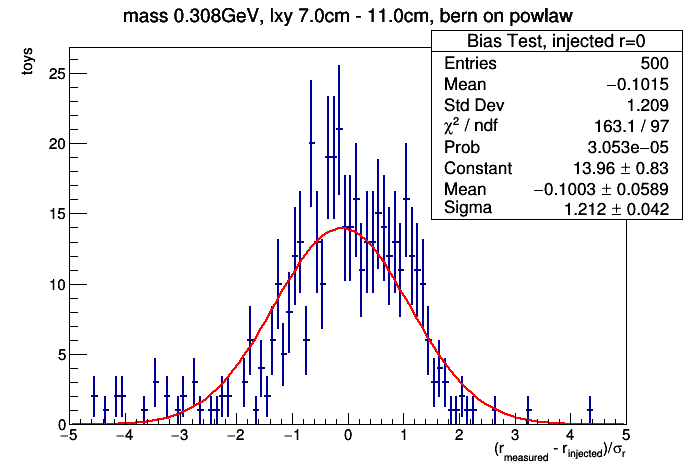 mass 0.308GeV, lxy 7.0cm - 11.0cm, bern on powlaw
Bias Test, injected r=0
Entries 500
Mean −0.1015
Std Dev 1.209
χ² / ndf 163.1 / 97
Prob 3.053e−05
Constant 13.96 ± 0.83
Mean −0.1003 ± 0.0589
Sigma 1.212 ± 0.042
toys
25
20
15
10
5
0
−5 −4 −3 −2 −1 0 1 2 3 4 5
(r_measured - r_injected)/σ_r